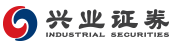 兴业证券
INDUSTRIAL SECURITIES